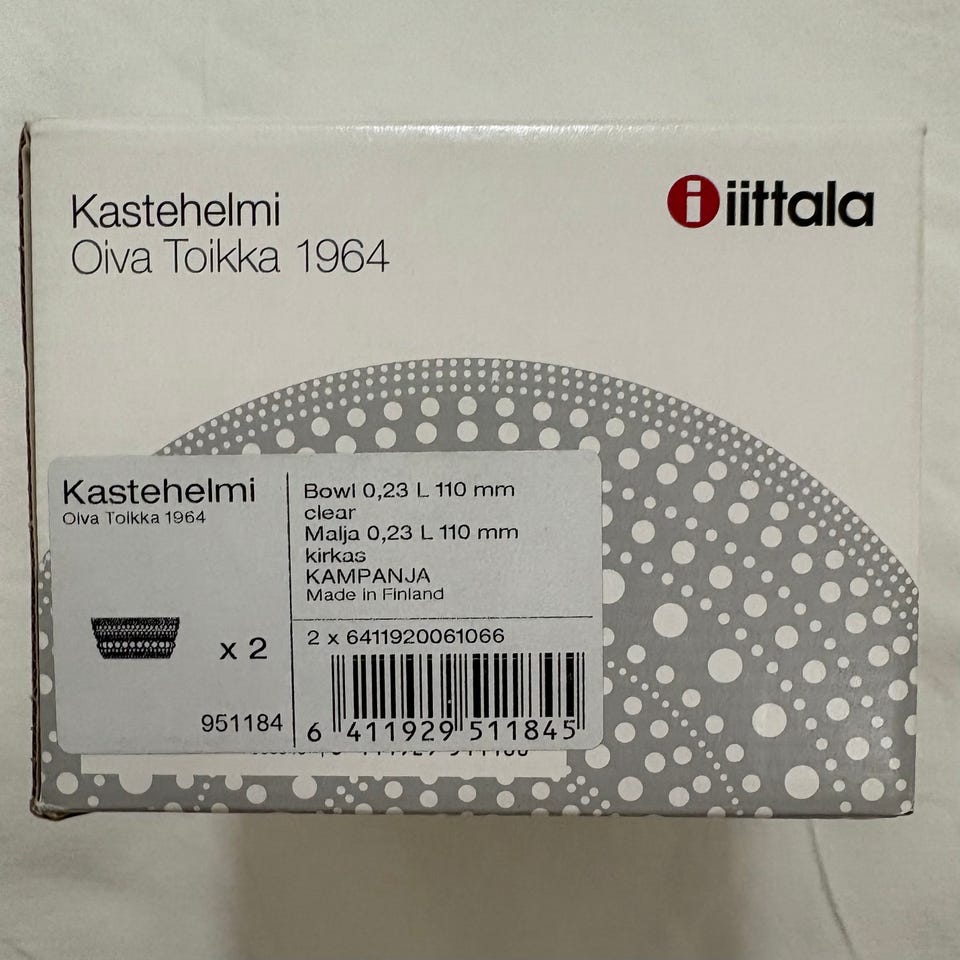 Kastehelmi
Oiva Toikka 1964
iittala
Kastehelmi
Oiva Toikka 1964
x 2
951184
Bowl 0,23 L 110 mm
clear
Malja 0,23 L 110 mm
kirkas
KAMPANJA
Made in Finland
2 x 6411920061066
6 411929 511845